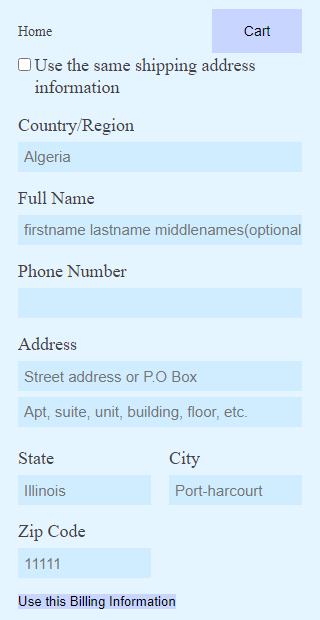 Home
Cart
Use the same shipping address
information
Country/Region
Algeria
Full Name
firstname lastname middlenames(optional
Phone Number
Address
Street address or P.O Box
Apt, suite, unit, building, floor, etc.
State
City
Illinois
Port-harcourt
Zip Code
11111
Use this Billing Information